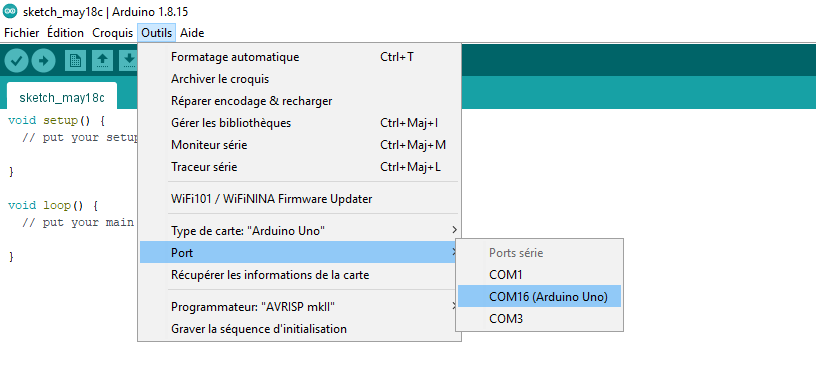 sketch_may18c | Arduino 1.8.15
Fichier Édition Croquis Outils Aide
sketch_may18c
void setup() {
// put your setup
}
void loop() {
// put your main
}
Formatage automatique Ctrl+T
Archiver le croquis
Réparer encodage & recharger
Gérer les bibliothèques Ctrl+Maj+I
Moniteur série Ctrl+Maj+M
Traceur série Ctrl+Maj+L
WiFi101 / WiFiNINA Firmware Updater
Type de carte: "Arduino Uno"
Port
Récupérer les informations de la carte
Programmateur: "AVRISP mkII"
Graver la séquence d'initialisation
Ports série
COM1
COM16 (Arduino Uno)
COM3